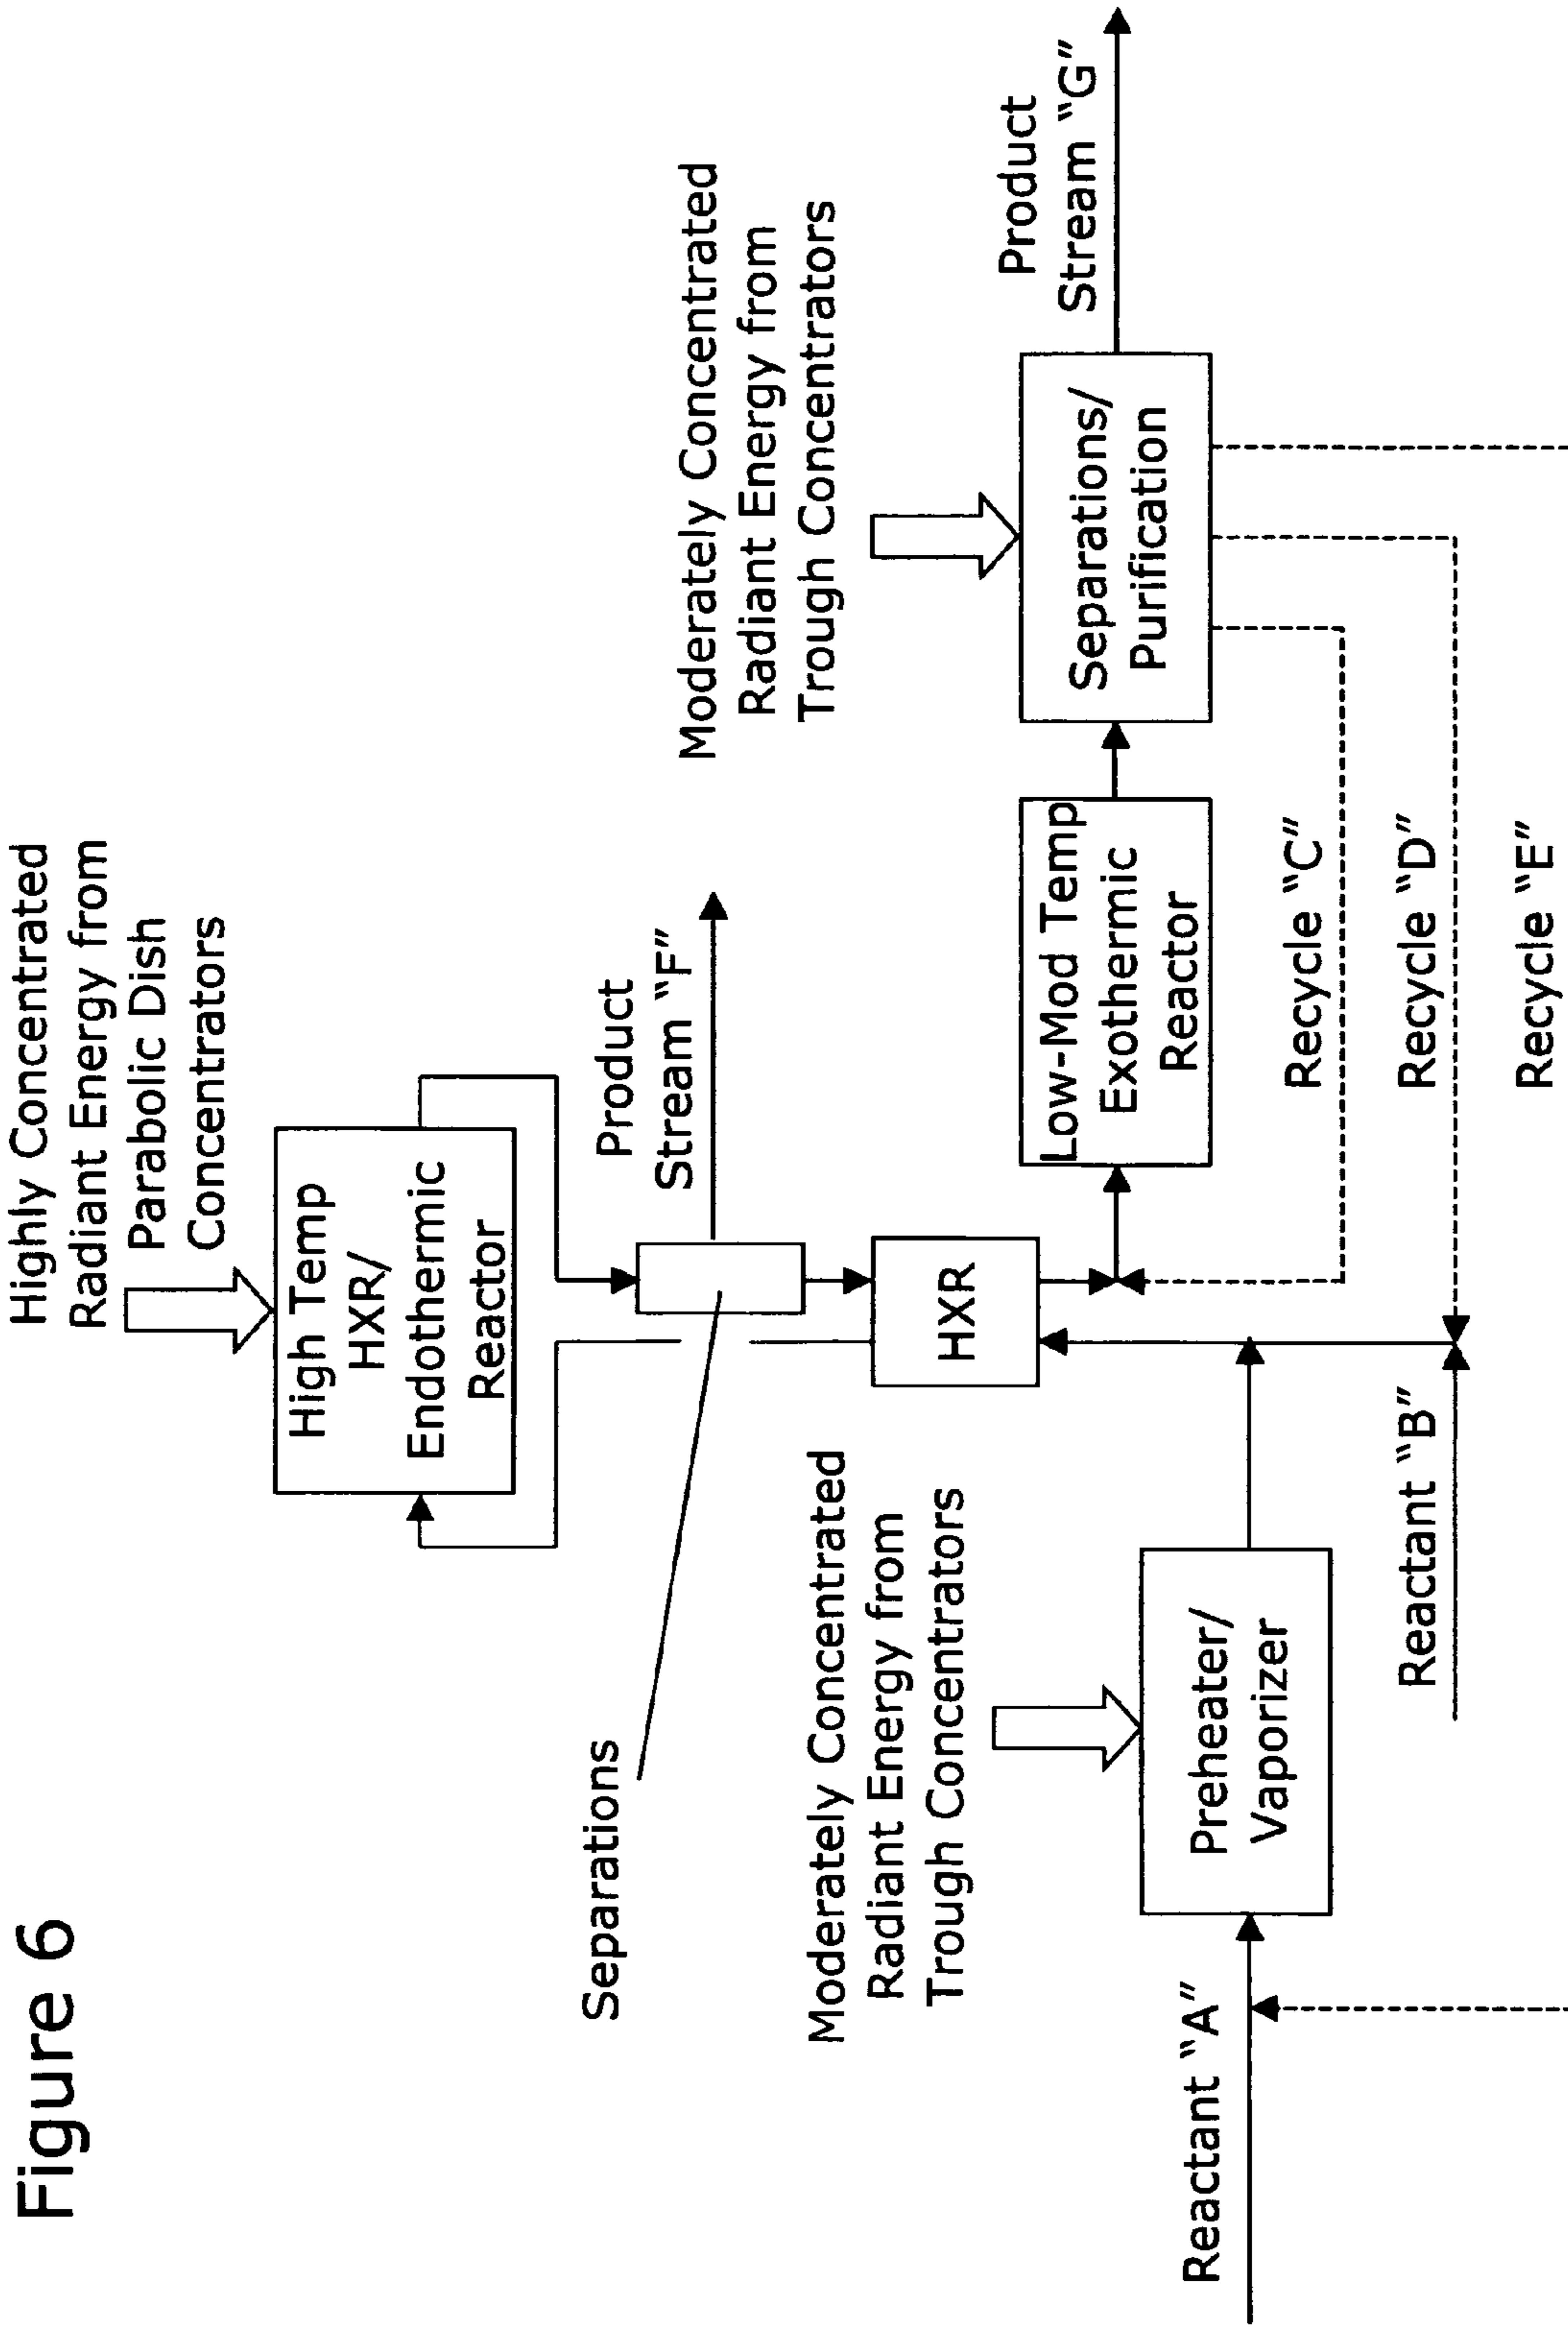 Figure 6
Highly Concentrated
Radiant Energy from
Parabolic Dish
Concentrators
High Temp
HXR/
Endothermic
Reactor
Separations
Product
Stream “F”
Moderately Concentrated
Radiant Energy from
Trough Concentrators
Moderately Concentrated
Radiant Energy from
Trough Concentrators
HXR
Product
Stream “G”
Low-Mod Temp
Exothermic
Reactor
Separations/
Purification
Reactant “A”
Preheater/
Vaporizer
Recycle “C”
Reactant “B”
Recycle “D”
Recycle “E”